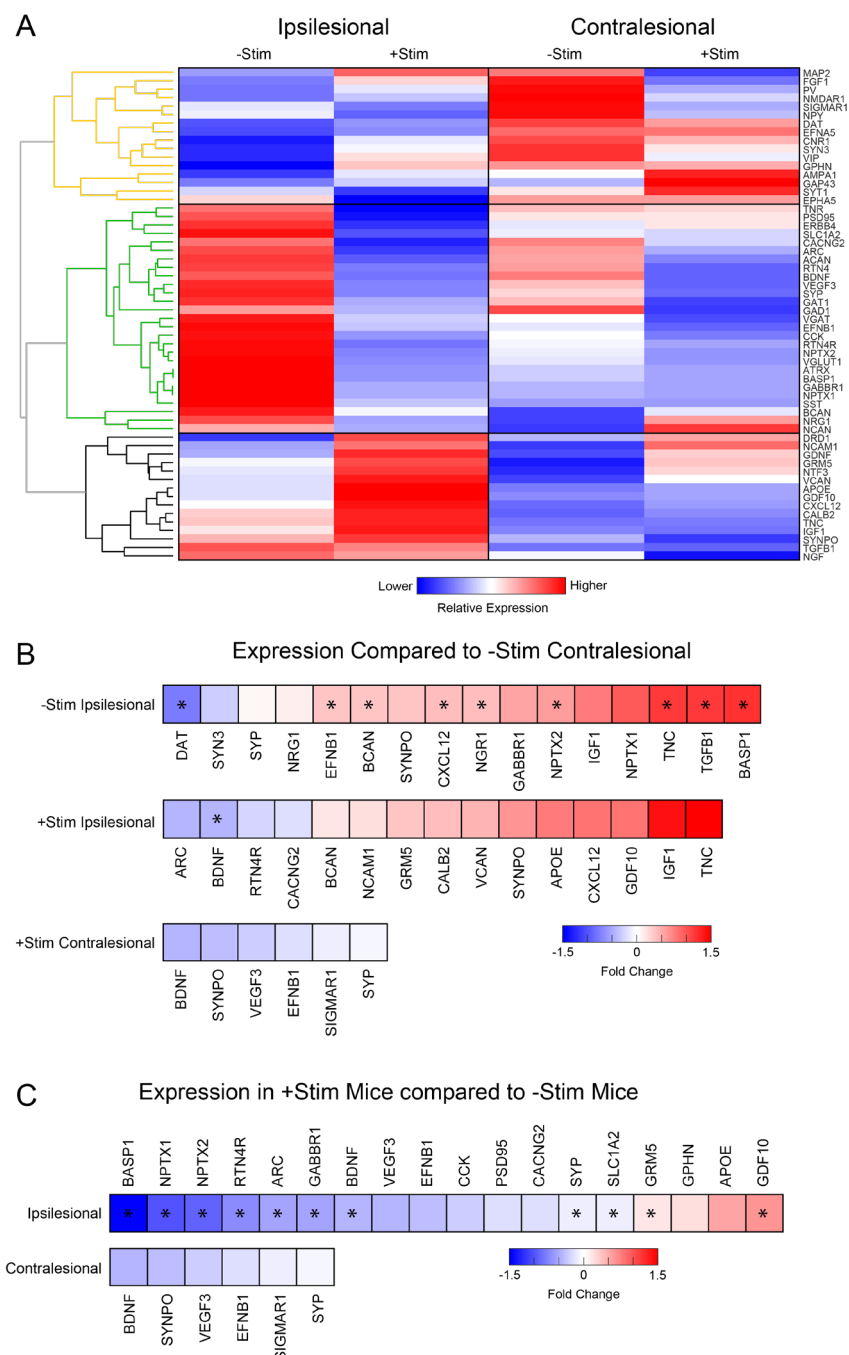 A
Ipsilesional Contralesional
-Stim +Stim -Stim +Stim
MAP2
FGF1
PV
NMDAR1
SIGMAR1
NPY
DAT
EFNA5
CNR1
SYN3
VIP
GPHN
AMPA1
GAP43
SYT1
EPHA5
TNR
PSD95
ERBB4
SLC1A2
CACNG2
ARC
ACAN
RTN4
BDNF
VEGF3
SYP
GAT1
GAD1
VGAT
EFNB1
CCK
RTN4R
NPTX2
VGLUT1
ATRX
BASP1
GABBR1
NPTX1
SST
BCAN
NRG1
NCAN
DRD1
NCAM1
GDNF
GRM5
NTF3
VCAN
APOE
GDF10
CXCL12
CALB2
TNC
IGF1
SYNPO
TGFB1
NGF
Lower Higher
Relative Expression
B
Expression Compared to -Stim Contralesional
-Stim Ipsilesional * * * * * * * * *
DAT SYN3 SYP NRG1 EFNB1 BCAN SYNPO CXCL12 NGR1 GABBR1 NPTX2 IGF1 NPTX1 TNC TGFB1 BASP1
+Stim Ipsilesional *
ARC BDNF RTN4R CACNG2 BCAN NCAM1 GRM5 CALB2 VCAN SYNPO APOE CXCL12 GDF10 IGF1 TNC
+Stim Contralesional
BDNF SYNPO VEGF3 EFNB1 SIGMAR1 SYP
-1.5 0 1.5
Fold Change
C
Expression in +Stim Mice compared to -Stim Mice
BASP1 NPTX1 NPTX2 RTN4R ARC GABBR1 BDNF VEGF3 EFNB1 CCK PSD95 CACNG2 SYP SLC1A2 GRM5 GPHN APOE GDF10
Ipsilesional * * * * * * * * * * *
Contralesional
BDNF SYNPO VEGF3 EFNB1 SIGMAR1 SYP
-1.5 0 1.5
Fold Change